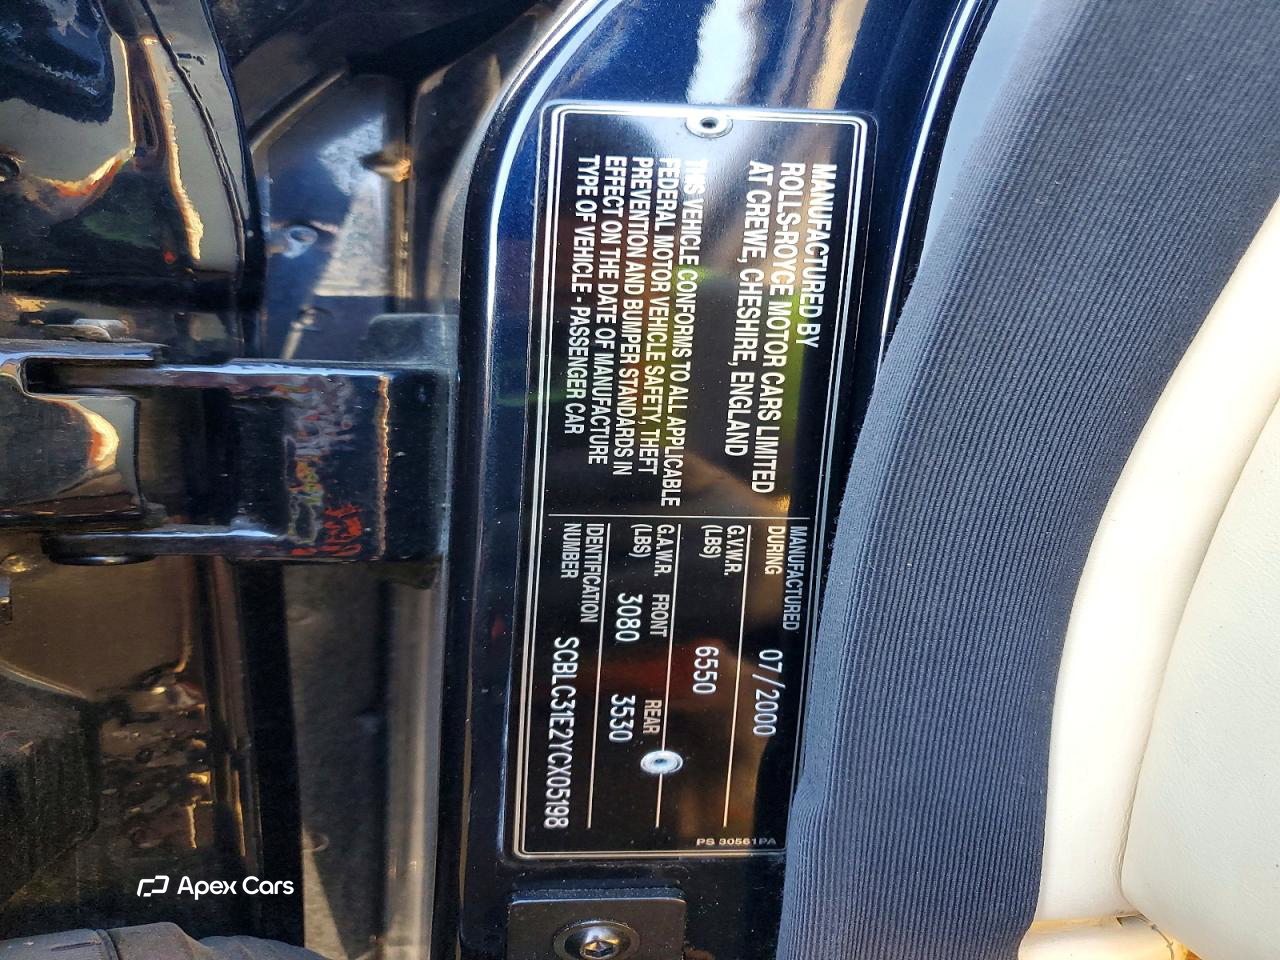 MANUFACTURED BY
ROLLS-ROYCE MOTOR CARS LIMITED
AT CREWE, CHESHIRE, ENGLAND
THIS VEHICLE CONFORMS TO ALL APPLICABLE
FEDERAL MOTOR VEHICLE SAFETY, THEFT
PREVENTION AND BUMPER STANDARDS IN
EFFECT ON THE DATE OF MANUFACTURE
TYPE OF VEHICLE - PASSENGER CAR
MANUFACTURED
DURING 07/2000
G.V.W.R.
(LBS) 6550
G.A.W.R. FRONT REAR
(LBS) 3080 3530
IDENTIFICATION
NUMBER SCBLC31E2YCX05198
PS 30561PA
Apex Cars